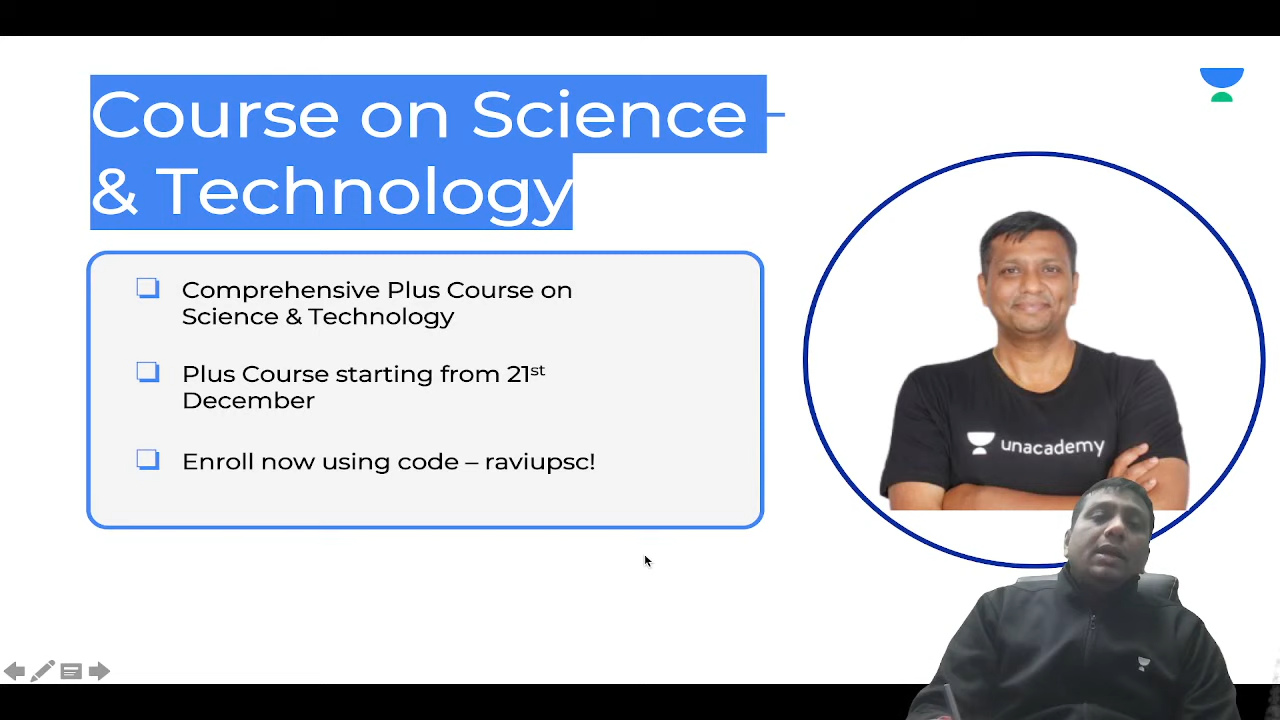 Course on Science -
& Technology
Comprehensive Plus Course on
Science & Technology
Plus Course starting from 21st
December
Enroll now using code – raviupsc!
unacademy